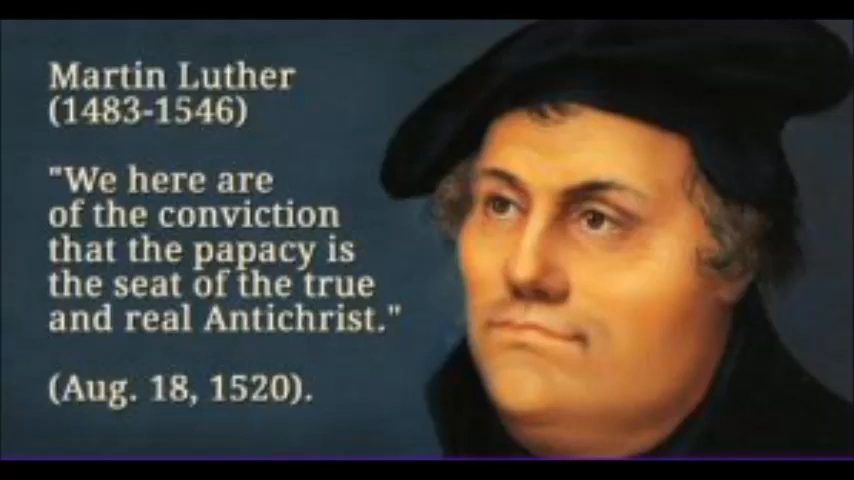 Martin Luther
(1483-1546)
"We here are
of the conviction
that the papacy is
the seat of the true
and real Antichrist."
(Aug. 18, 1520).